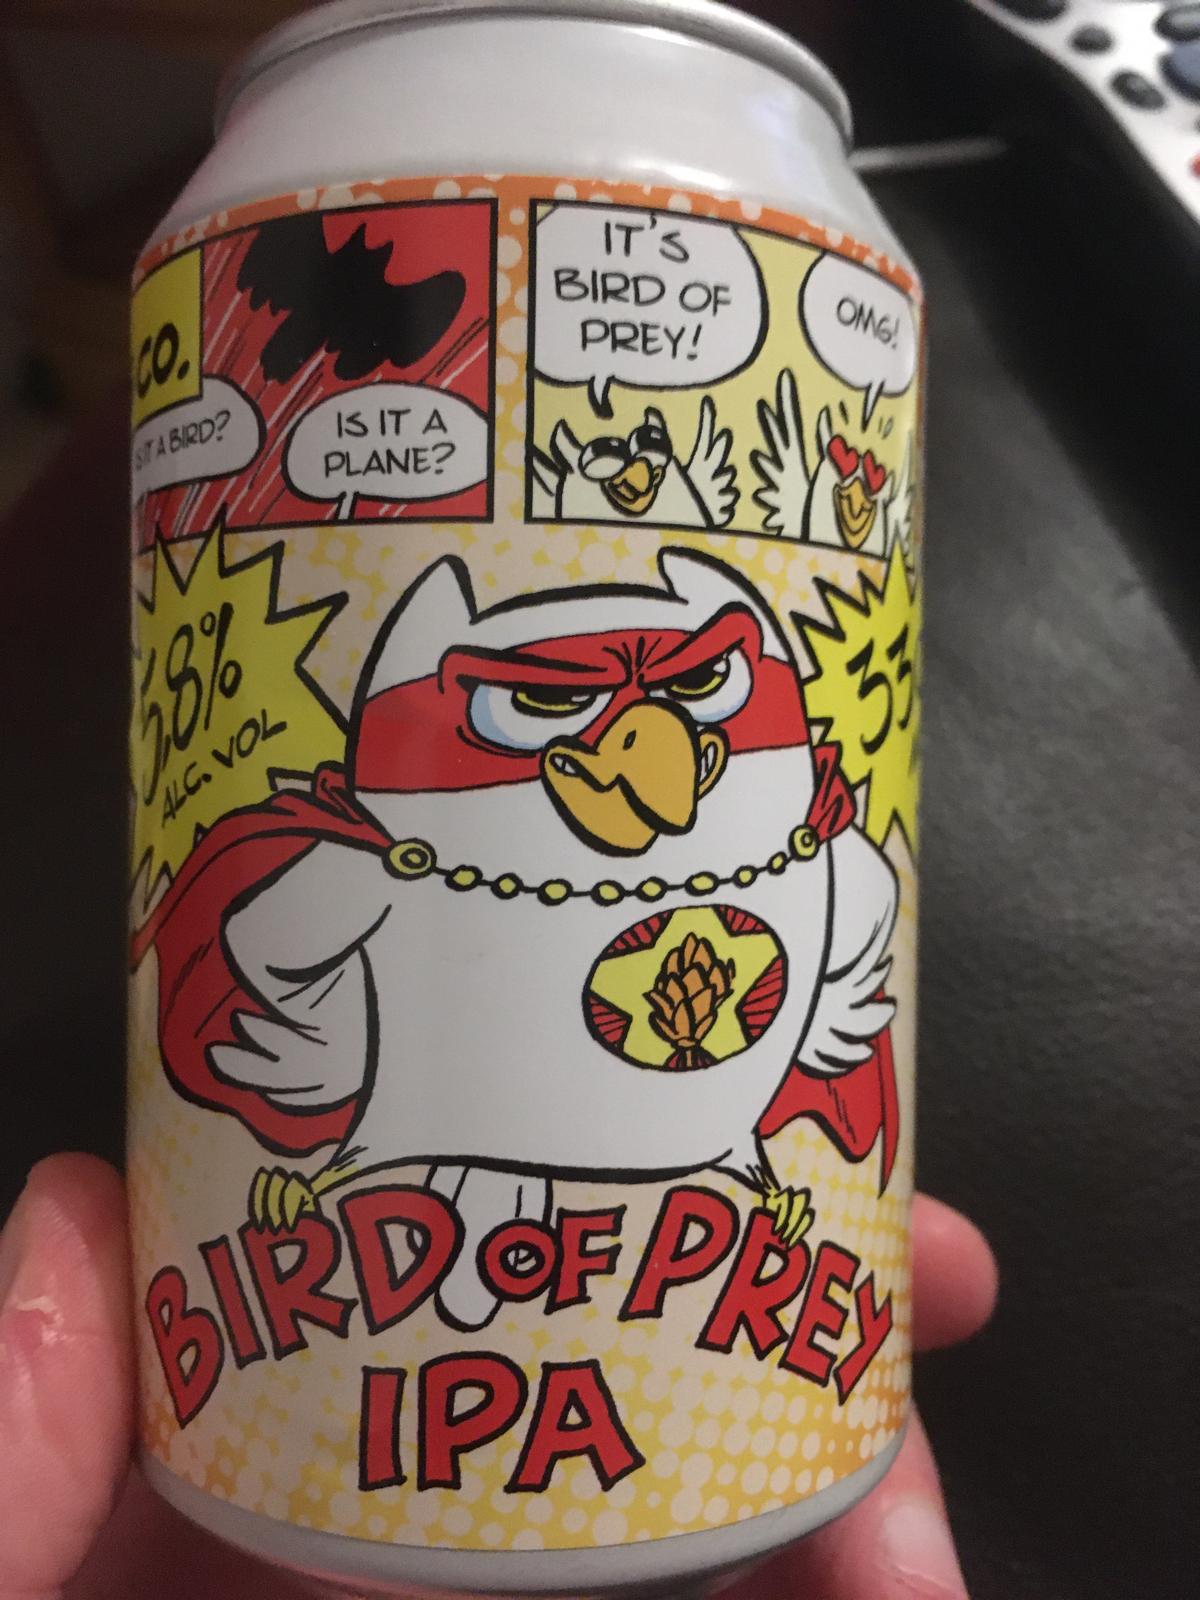 CO.
IS IT A BIRD?
IS IT A
PLANE?
IT'S
BIRD OF
PREY!
OMG!
5,8%
ALC. VOL
33
BIRD OF PREY
IPA